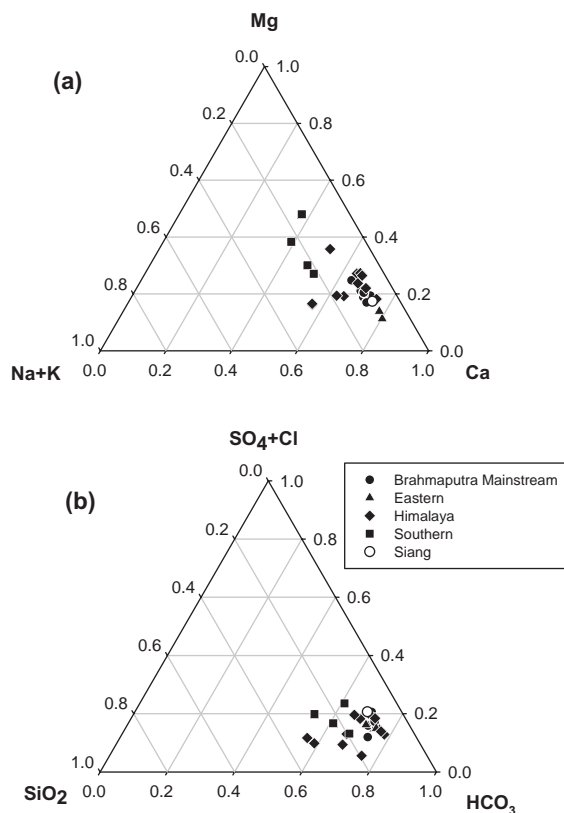 Mg
(a)
0.0 1.0
0.2 0.8
0.4 0.6
0.6 0.4
0.8 0.2
1.0 0.0
Na+K 0.0 0.2 0.4 0.6 0.8 1.0 Ca
SO4+Cl
(b)
0.0 1.0
0.2 0.8
0.4 0.6
0.6 0.4
0.8 0.2
1.0 0.0
0.0 0.2 0.4 0.6 0.8 1.0
SiO2 HCO3
Brahmaputra Mainstream
Eastern
Himalaya
Southern
Siang